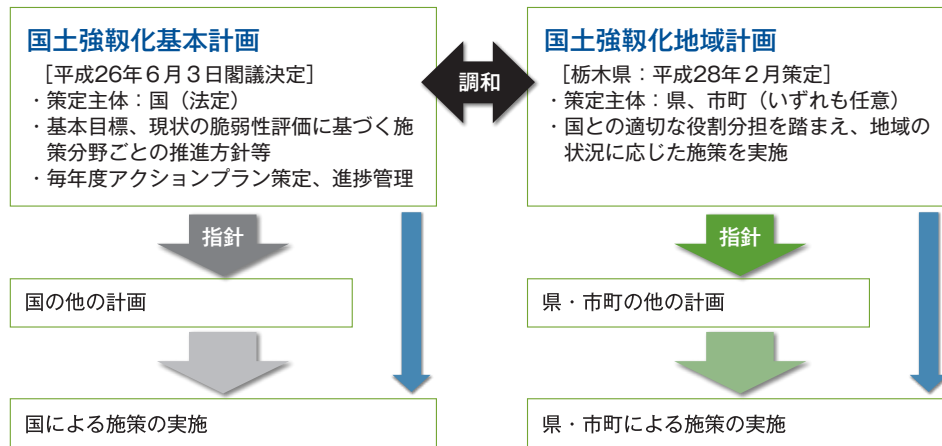 国土強靱化基本計画
［平成26年６月３日閣議決定］
・策定主体：国（法定）
・基本目標、現状の脆弱性評価に基づく施
策分野ごとの推進方針等
・毎年度アクションプラン策定、進捗管理
調和
国土強靱化地域計画
［栃木県：平成28年２月策定］
・策定主体：県、市町（いずれも任意）
・国との適切な役割分担を踏まえ、地域の
状況に応じた施策を実施
指針
指針
国の他の計画
県・市町の他の計画
国による施策の実施
県・市町による施策の実施